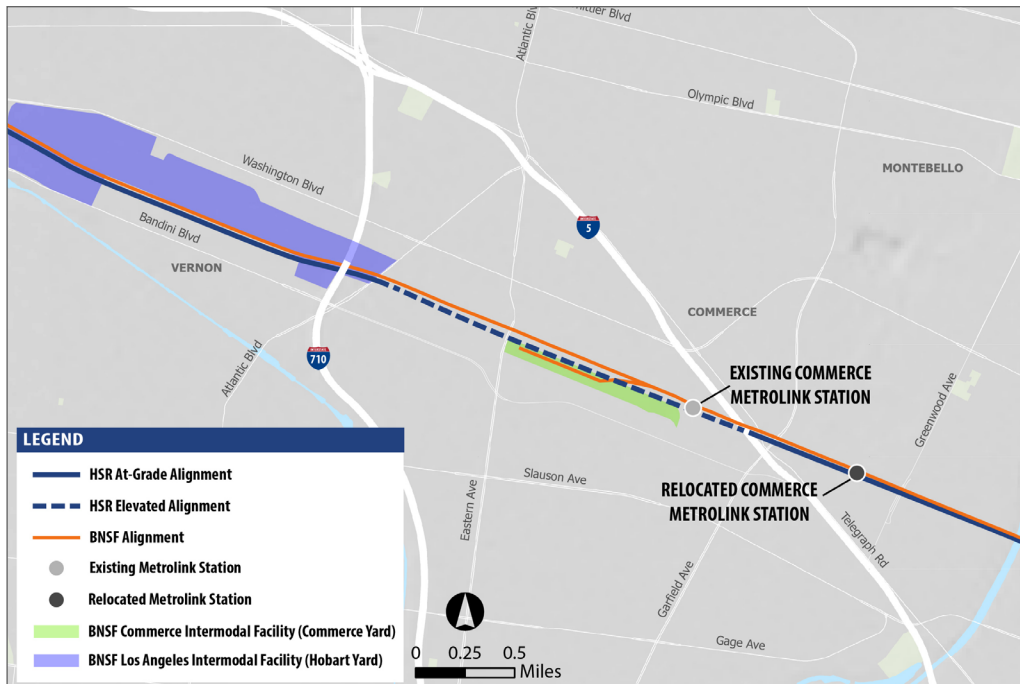 ttier Blvd
Atlantic Blvd
Olympic Blvd
MONTEBELLO
Washington Blvd
INTERSTATE
5
Bandini Blvd
VERNON
COMMERCE
INTERSTATE
710
Atlantic Blvd
EXISTING COMMERCE
METROLINK STATION
Greenwood Ave
LEGEND
HSR At-Grade Alignment
HSR Elevated Alignment
BNSF Alignment
Existing Metrolink Station
Relocated Metrolink Station
BNSF Commerce Intermodal Facility (Commerce Yard)
BNSF Los Angeles Intermodal Facility (Hobart Yard)
Slauson Ave
Eastern Ave
RELOCATED COMMERCE
METROLINK STATION
Telegraph Rd
Garfield Ave
Gage Ave
0 0.25 0.5
Miles